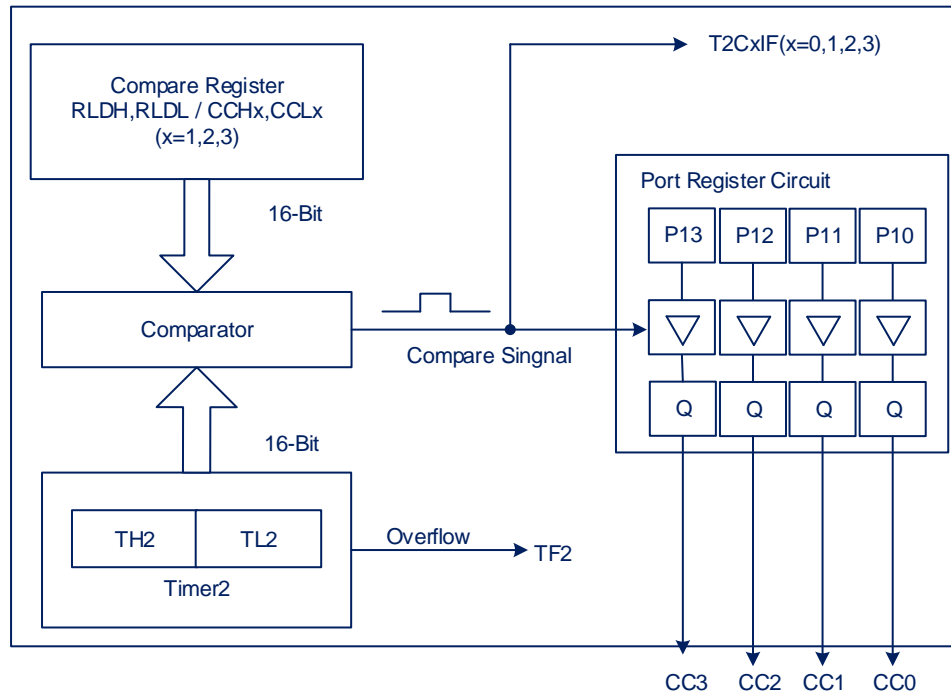 T2CxIF(x=0,1,2,3)
Compare Register
RLDH,RLDL / CCHx,CCLx
(x=1,2,3)
16-Bit
Port Register Circuit
P13 P12 P11 P10
Comparator
Compare Singnal
Q Q Q Q
16-Bit
TH2 TL2
Timer2
Overflow
TF2
CC3 CC2 CC1 CC0